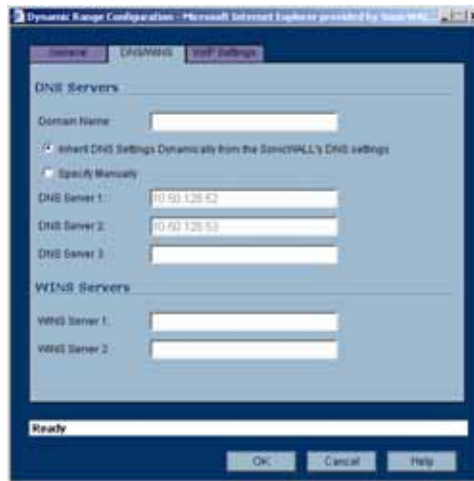 Dynamic Range Configuration - Microsoft Internet Explorer provided by SonicWALL
General DNS/WINS VoIP Settings
DNS Servers
Domain Name:
Inherit DNS Settings Dynamically from the SonicWALL's DNS settings
Specify Manually
DNS Server 1: 10.50.128.52
DNS Server 2: 10.50.128.53
DNS Server 3:
WINS Servers
WINS Server 1:
WINS Server 2:
Ready
OK Cancel Help